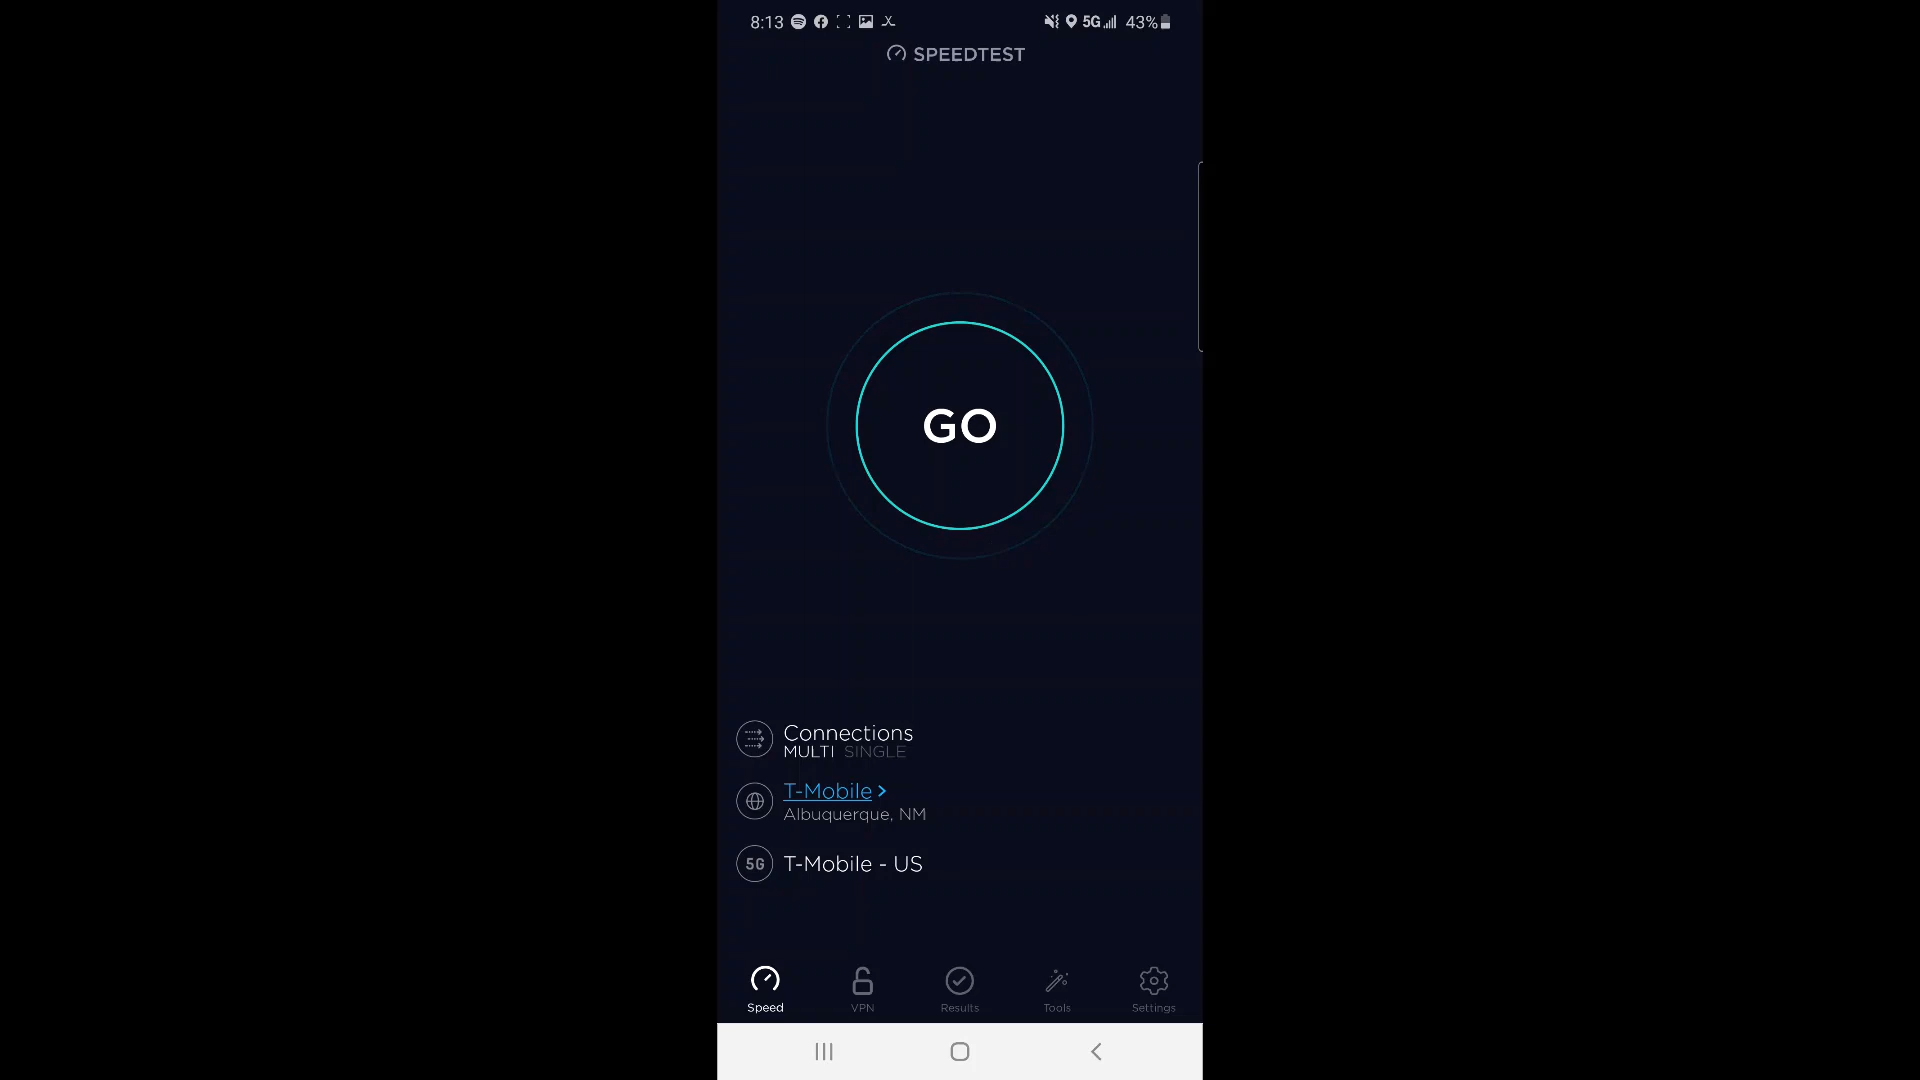 8:13 5G 43%
SPEEDTEST
GO
Connections
MULTI SINGLE
T-Mobile >
Albuquerque, NM
5G T-Mobile - US
Speed VPN Results Tools Settings